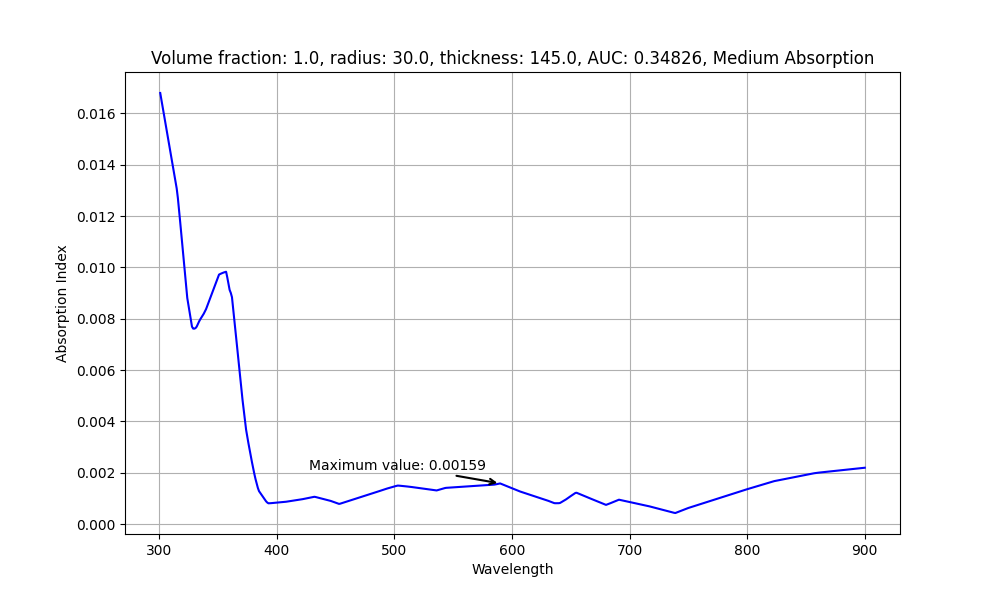 Volume fraction: 1.0, radius: 30.0, thickness: 145.0, AUC: 0.34826, Medium Absorption
0.016
0.014
0.012
0.010
0.008
0.006
0.004
0.002
0.000
Absorption Index
Maximum value: 0.00159
300 400 500 600 700 800 900
Wavelength